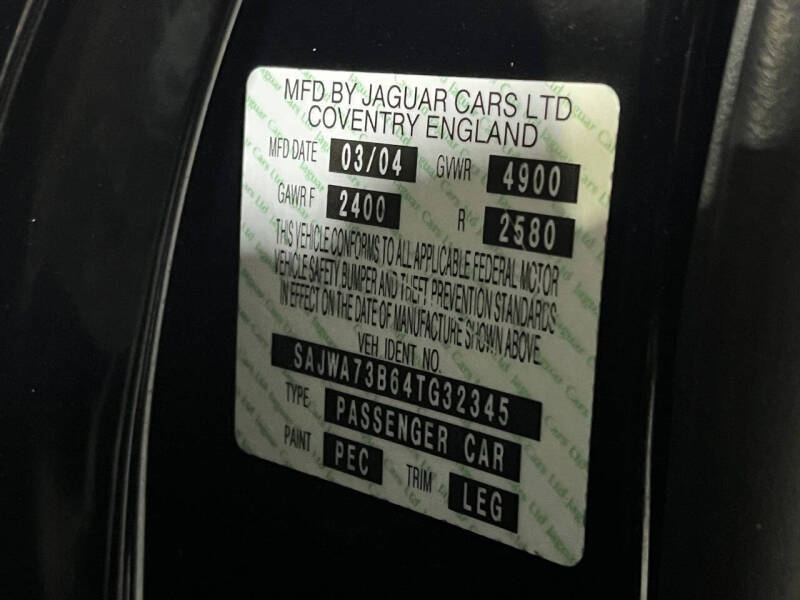 MFD BY JAGUAR CARS LTD
COVENTRY ENGLAND
MFD DATE 03/04 GVWR 4900
GAWR F 2400 R 2580
THIS VEHICLE CONFORMS TO ALL APPLICABLE FEDERAL MOTOR
VEHICLE SAFETY BUMPER AND THEFT PREVENTION STANDARDS
IN EFFECT ON THE DATE OF MANUFACTURE SHOWN ABOVE
VEH IDENT NO.
SAJWA73B64TG32345
TYPE PASSENGER CAR
PAINT PEC TRIM LEG